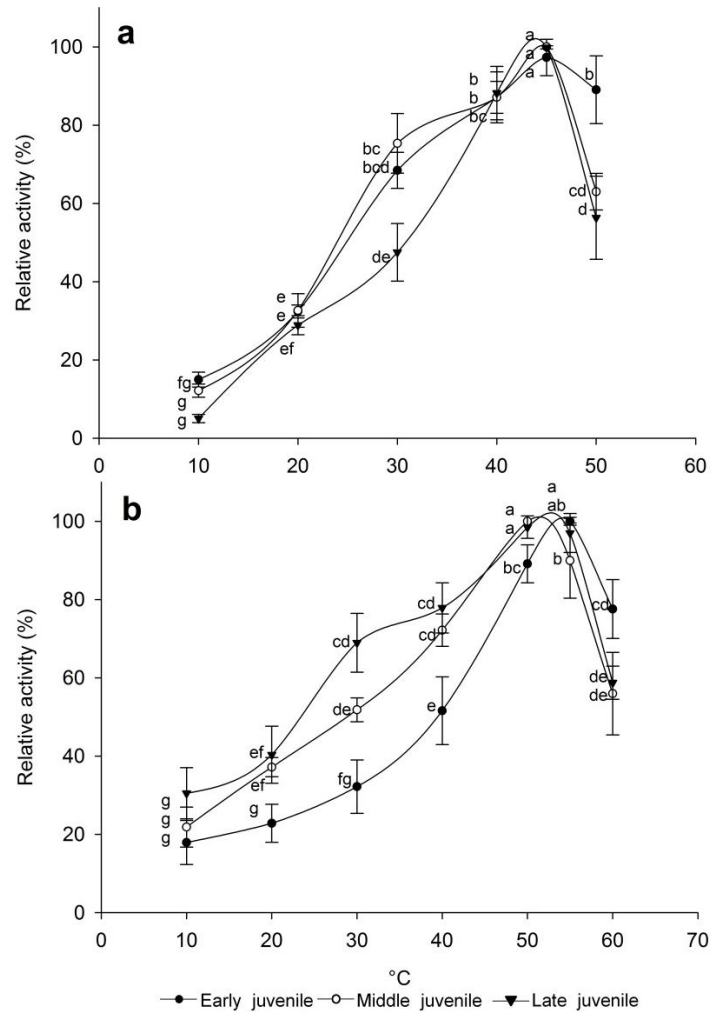 a
Relative activity (%)
100
80
60
40
20
0
a
a
a
b
b
b
bc
bc
bcd
cd
d
de
e
e
ef
fg
g
g
0 10 20 30 40 50 60
b
Relative activity (%)
100
80
60
40
20
0
a
ab
a
a
b
bc
cd
cd
cd
cd
de
de
de
e
ef
ef
fg
g
g
g
g
0 10 20 30 40 50 60 70
°C
Early juvenile Middle juvenile Late juvenile